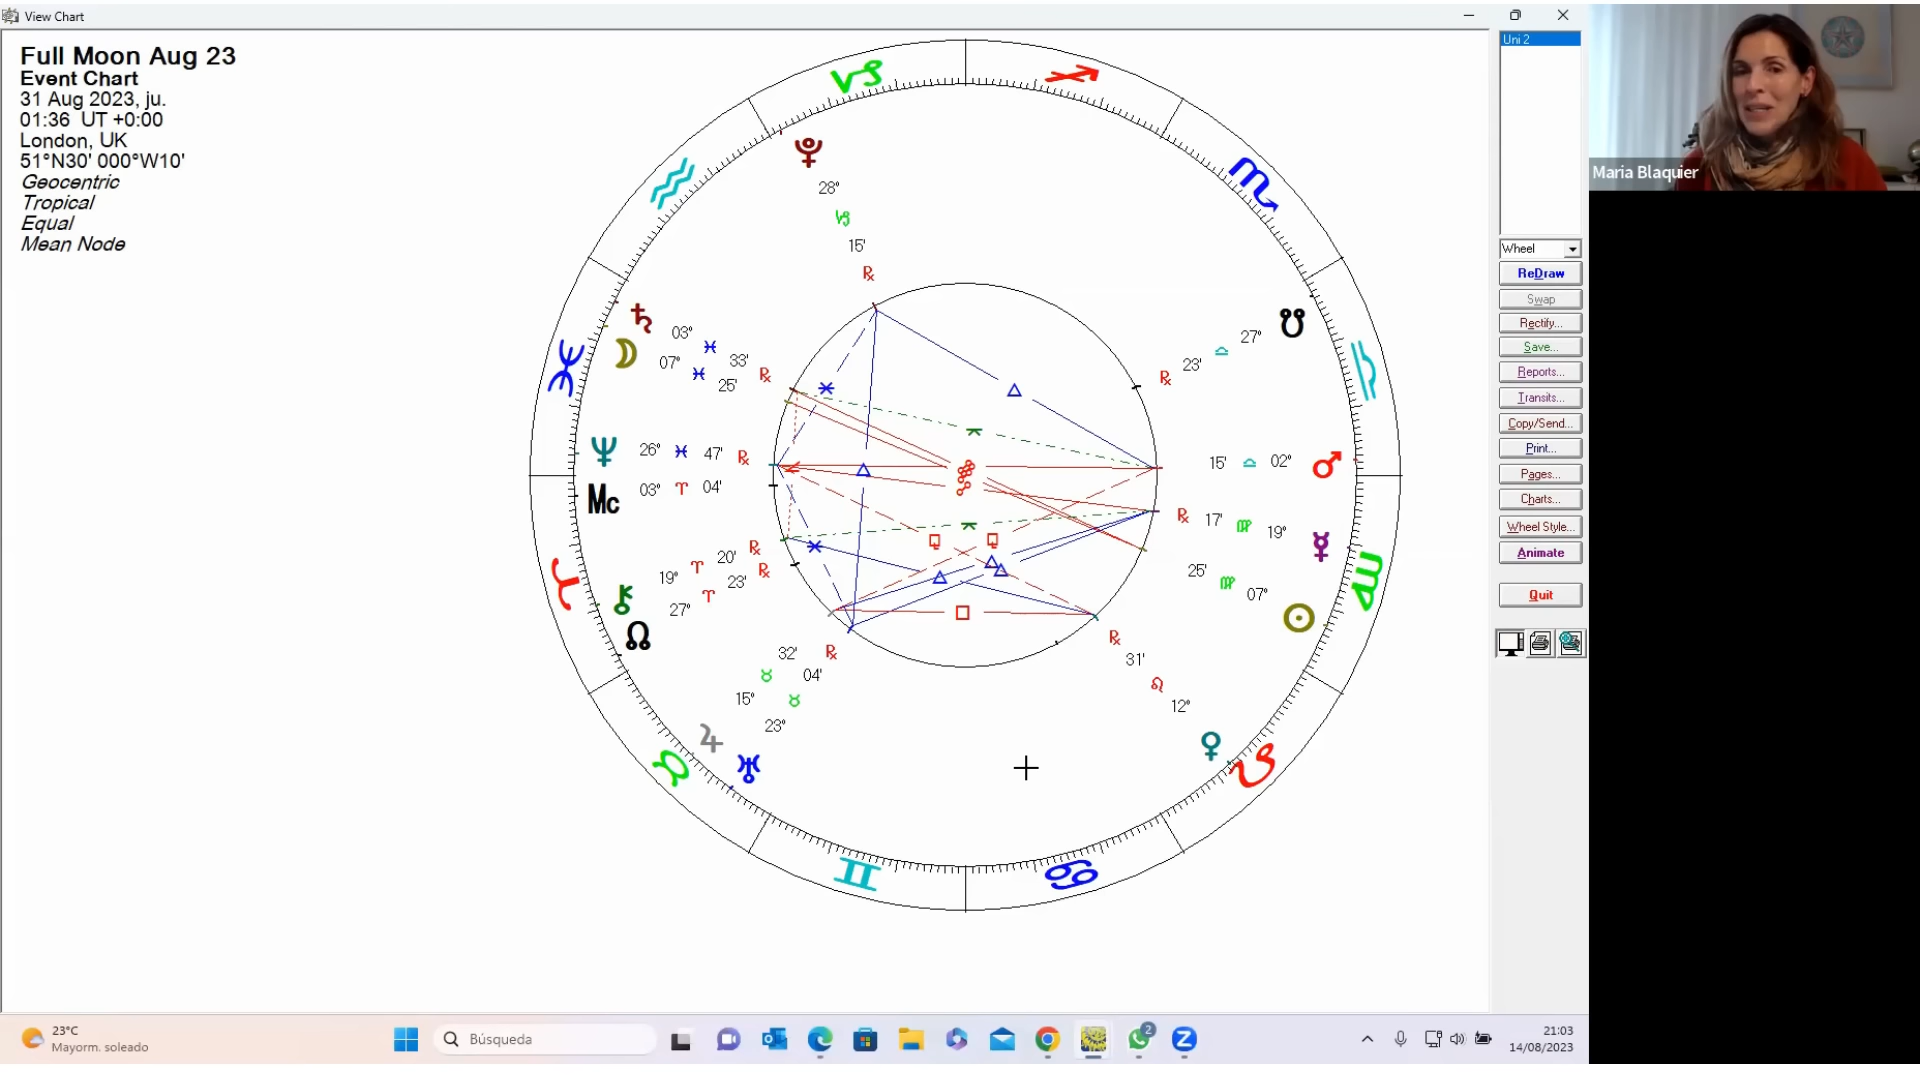 View Chart
Full Moon Aug 23
Event Chart
31 Aug 2023, ju.
01:36 UT +0:00
London, UK
51°N30' 000°W10'
Geocentric
Tropical
Equal
Mean Node
28° ♑ 15' ℞
03° ♓ 33' ℞
07° ♓ 25'
26° ♓ 47' ℞
Mc 03° ♈ 04'
19° ♈ 20' ℞
27° ♈ 23' ℞
15° ♉ 32'
23° ♉ 04' ℞
27° ♎ 23' ℞
15' ♎ 02°
℞ 17' ♍ 19°
25' ♍ 07°
℞ 31' ♌ 12°
Uni 2
Wheel
ReDraw
Swap
Rectify...
Save...
Reports...
Transits...
Copy/Send...
Print...
Pages...
Charts...
Wheel Style...
Animate
Quit
Maria Blaquier
23°C
Mayorm. soleado
Búsqueda
2
21:03
14/08/2023